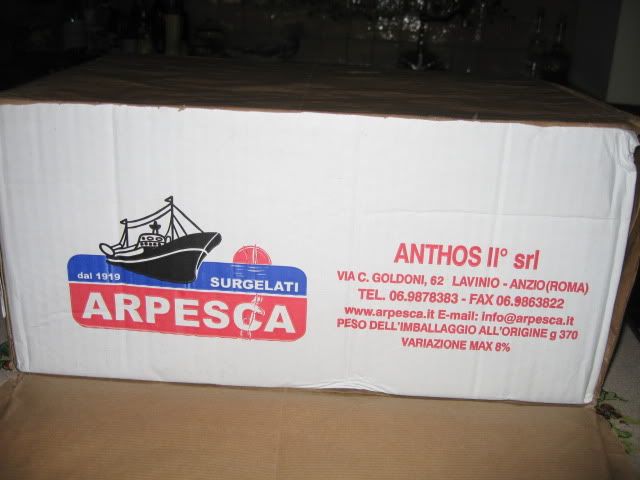 dal 1919
SURGELATI
ARPESCA
ANTHOS II° srl
VIA C. GOLDONI, 62 LAVINIO - ANZIO (ROMA)
TEL. 06.9878383 - FAX 06.9863822
www.arpesca.it E-mail: info@arpesca.it
PESO DELL'IMBALLAGGIO ALL'ORIGINE g 370
VARIAZIONE MAX 8%